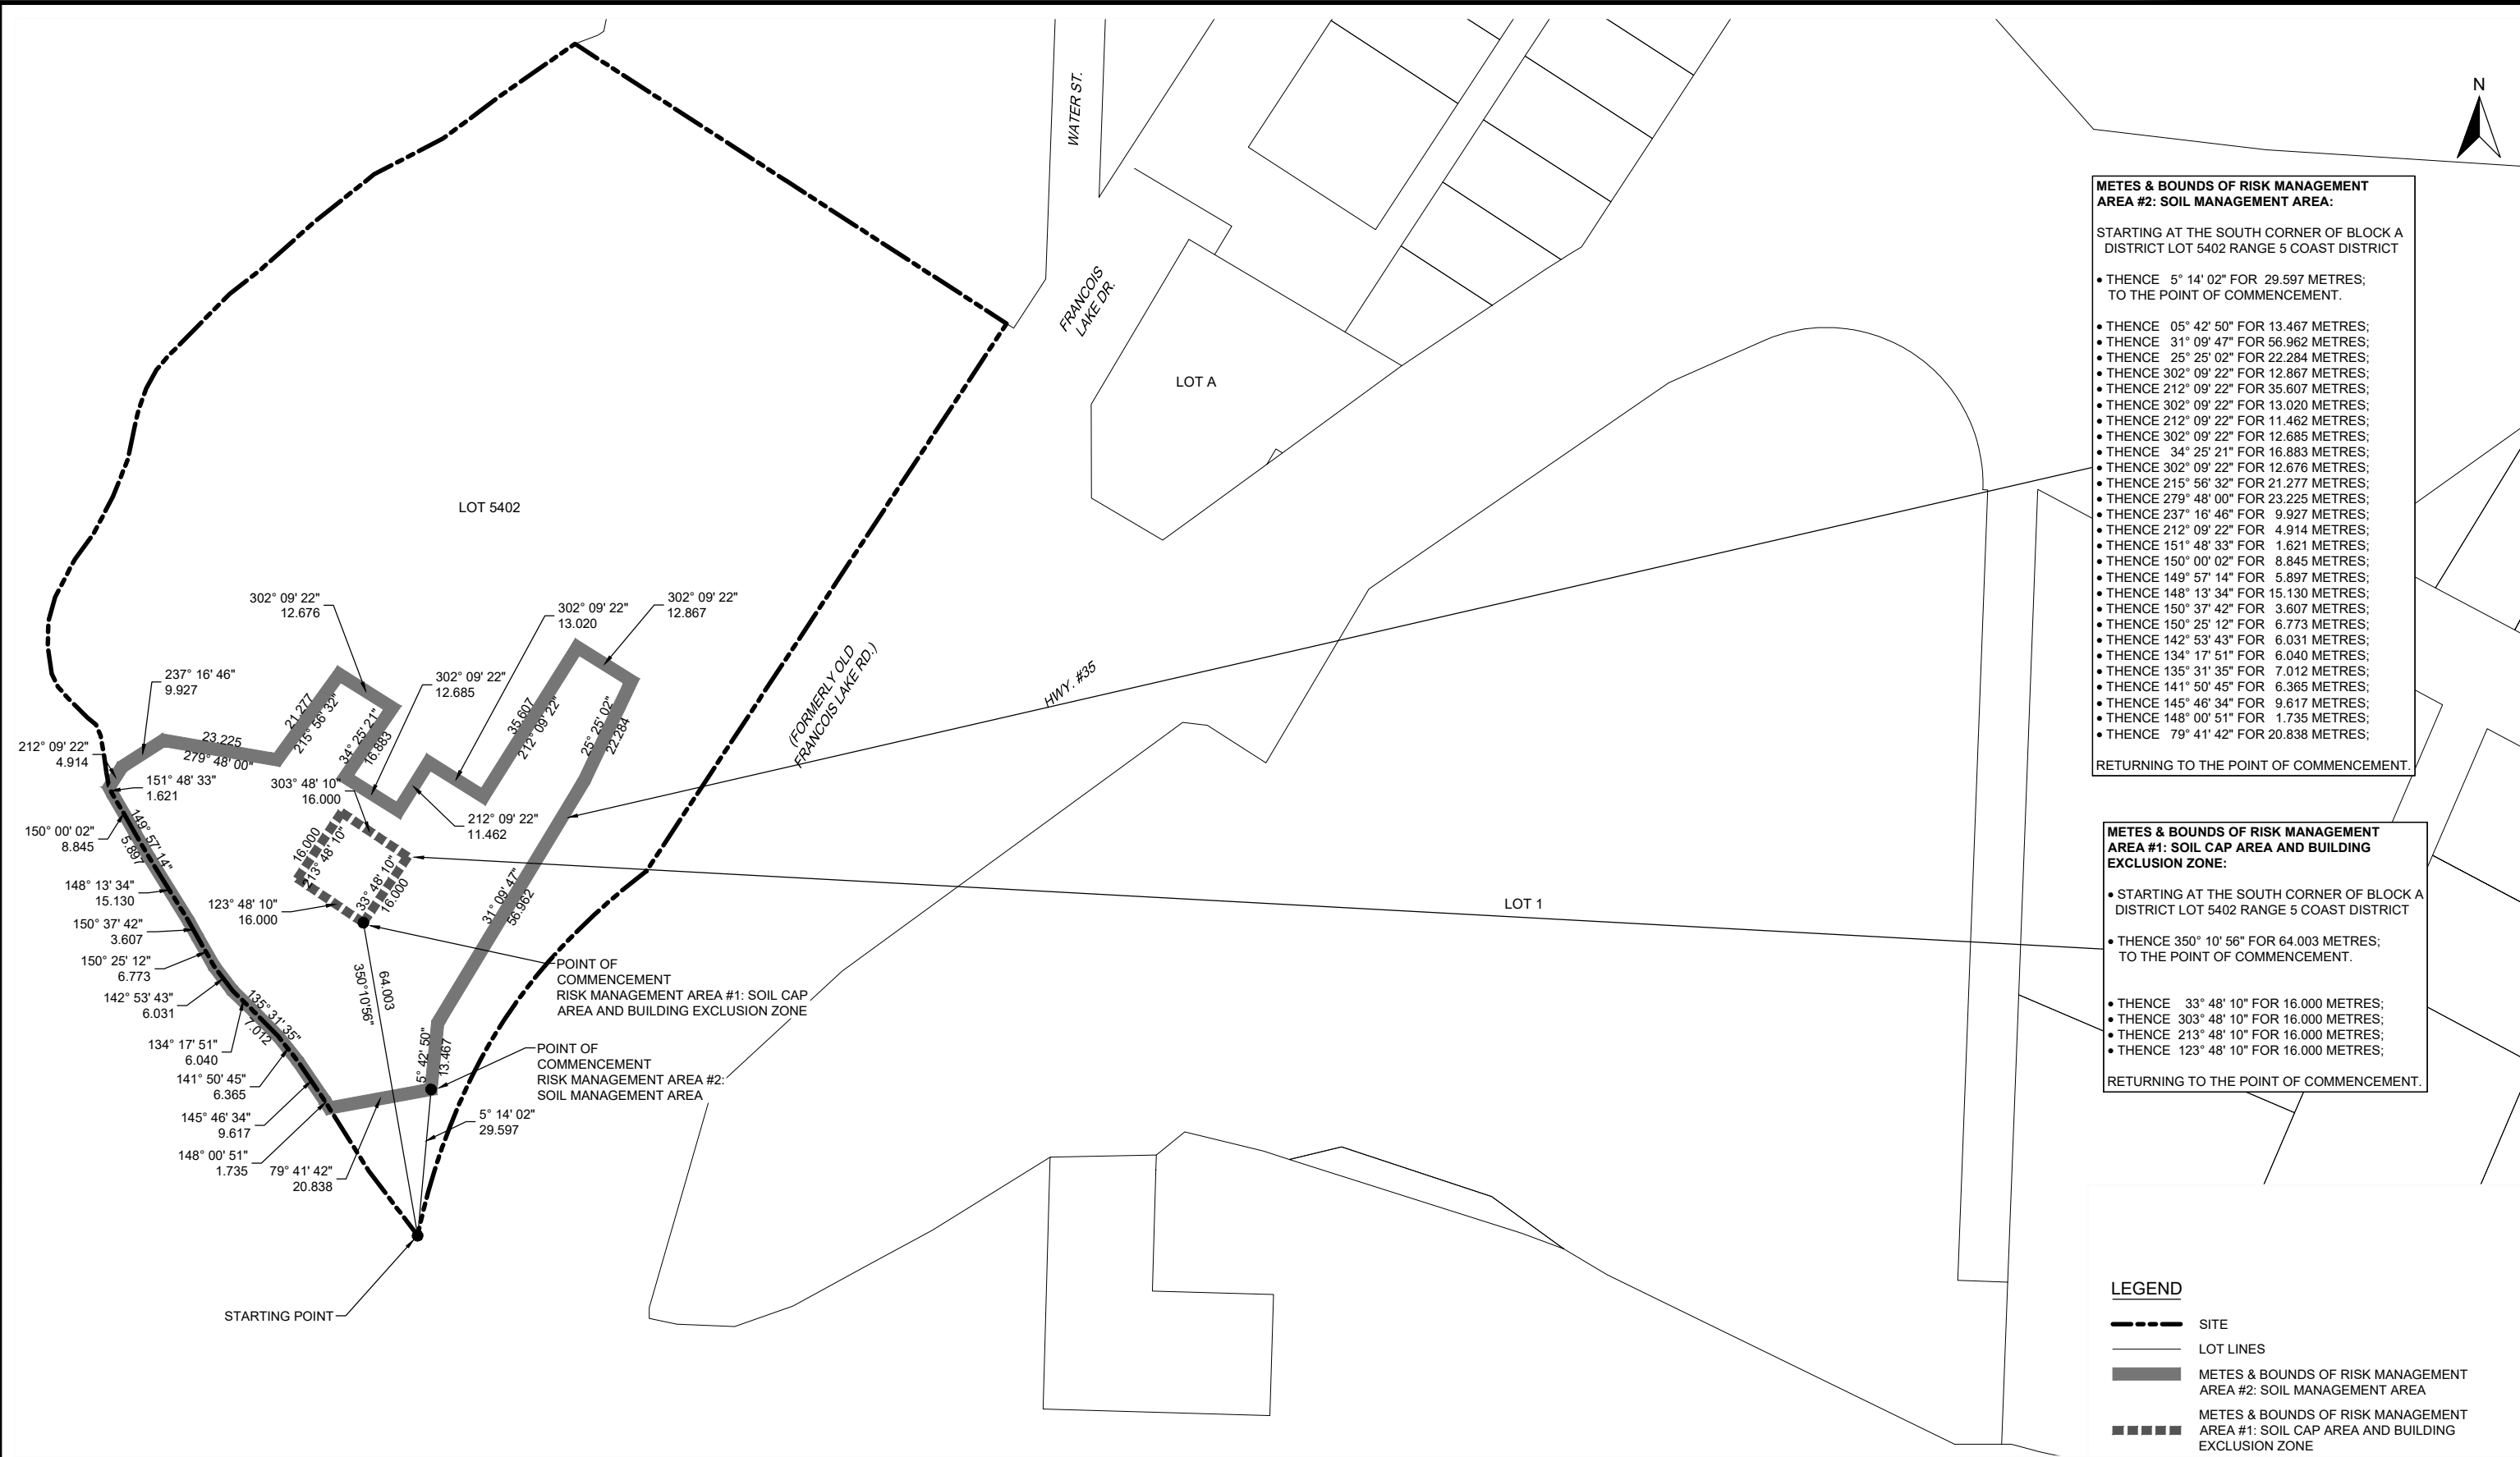 WATER ST.
N
FRANCOIS
LAKE DR.
LOT A
LOT 5402
(FORMERLY OLD
FRANCOIS LAKE RD.)
HWY. #35
LOT 1
302° 09' 22"
12.676
302° 09' 22"
13.020
302° 09' 22"
12.867
237° 16' 46"
9.927
302° 09' 22"
12.685
21.277
215° 56' 32"
35.607
212° 09' 22"
25° 25' 02"
22.284
34° 25' 21"
16.883
23.225
279° 48' 00"
212° 09' 22"
4.914
151° 48' 33"
1.621
303° 48' 10"
16.000
212° 09' 22"
11.462
150° 00' 02"
8.845
149° 57' 14"
5.897
16.000
213° 48' 10"
33° 48' 10"
16.000
148° 13' 34"
15.130
123° 48' 10"
16.000
31° 09' 47"
56.962
150° 37' 42"
3.607
150° 25' 12"
6.773
142° 53' 43"
6.031
64.003
350°10'56"
POINT OF
COMMENCEMENT
RISK MANAGEMENT AREA #1: SOIL CAP
AREA AND BUILDING EXCLUSION ZONE
135° 31' 35"
7.012
134° 17' 51"
6.040
5° 42' 50"
13.467
POINT OF
COMMENCEMENT
RISK MANAGEMENT AREA #2:
SOIL MANAGEMENT AREA
141° 50' 45"
6.365
145° 46' 34"
9.617
5° 14' 02"
29.597
148° 00' 51"
1.735
79° 41' 42"
20.838
STARTING POINT
METES & BOUNDS OF RISK MANAGEMENT
AREA #2: SOIL MANAGEMENT AREA:
STARTING AT THE SOUTH CORNER OF BLOCK A
DISTRICT LOT 5402 RANGE 5 COAST DISTRICT
• THENCE 5° 14' 02" FOR 29.597 METRES;
TO THE POINT OF COMMENCEMENT.
• THENCE 05° 42' 50" FOR 13.467 METRES;
• THENCE 31° 09' 47" FOR 56.962 METRES;
• THENCE 25° 25' 02" FOR 22.284 METRES;
• THENCE 302° 09' 22" FOR 12.867 METRES;
• THENCE 212° 09' 22" FOR 35.607 METRES;
• THENCE 302° 09' 22" FOR 13.020 METRES;
• THENCE 212° 09' 22" FOR 11.462 METRES;
• THENCE 302° 09' 22" FOR 12.685 METRES;
• THENCE 34° 25' 21" FOR 16.883 METRES;
• THENCE 302° 09' 22" FOR 12.676 METRES;
• THENCE 215° 56' 32" FOR 21.277 METRES;
• THENCE 279° 48' 00" FOR 23.225 METRES;
• THENCE 237° 16' 46" FOR 9.927 METRES;
• THENCE 212° 09' 22" FOR 4.914 METRES;
• THENCE 151° 48' 33" FOR 1.621 METRES;
• THENCE 150° 00' 02" FOR 8.845 METRES;
• THENCE 149° 57' 14" FOR 5.897 METRES;
• THENCE 148° 13' 34" FOR 15.130 METRES;
• THENCE 150° 37' 42" FOR 3.607 METRES;
• THENCE 150° 25' 12" FOR 6.773 METRES;
• THENCE 142° 53' 43" FOR 6.031 METRES;
• THENCE 134° 17' 51" FOR 6.040 METRES;
• THENCE 135° 31' 35" FOR 7.012 METRES;
• THENCE 141° 50' 45" FOR 6.365 METRES;
• THENCE 145° 46' 34" FOR 9.617 METRES;
• THENCE 148° 00' 51" FOR 1.735 METRES;
• THENCE 79° 41' 42" FOR 20.838 METRES;
RETURNING TO THE POINT OF COMMENCEMENT.
METES & BOUNDS OF RISK MANAGEMENT
AREA #1: SOIL CAP AREA AND BUILDING
EXCLUSION ZONE:
• STARTING AT THE SOUTH CORNER OF BLOCK A
DISTRICT LOT 5402 RANGE 5 COAST DISTRICT
• THENCE 350° 10' 56" FOR 64.003 METRES;
TO THE POINT OF COMMENCEMENT.
• THENCE 33° 48' 10" FOR 16.000 METRES;
• THENCE 303° 48' 10" FOR 16.000 METRES;
• THENCE 213° 48' 10" FOR 16.000 METRES;
• THENCE 123° 48' 10" FOR 16.000 METRES;
RETURNING TO THE POINT OF COMMENCEMENT.
LEGEND
SITE
LOT LINES
METES & BOUNDS OF RISK MANAGEMENT
AREA #2: SOIL MANAGEMENT AREA
METES & BOUNDS OF RISK MANAGEMENT
AREA #1: SOIL CAP AREA AND BUILDING
EXCLUSION ZONE